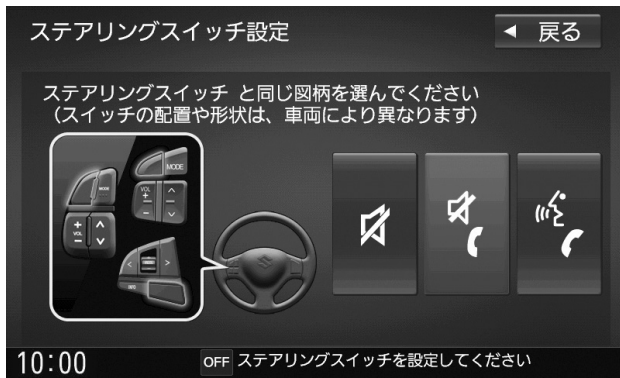 ステアリングスイッチ設定
◀ 戻る
ステアリングスイッチ と同じ図柄を選んでください
（スイッチの配置や形状は、車両により異なります）
MODE
MODE
VOL
+
−
+
VOL
−
<
>
INFO
10:00
OFF ステアリングスイッチを設定してください